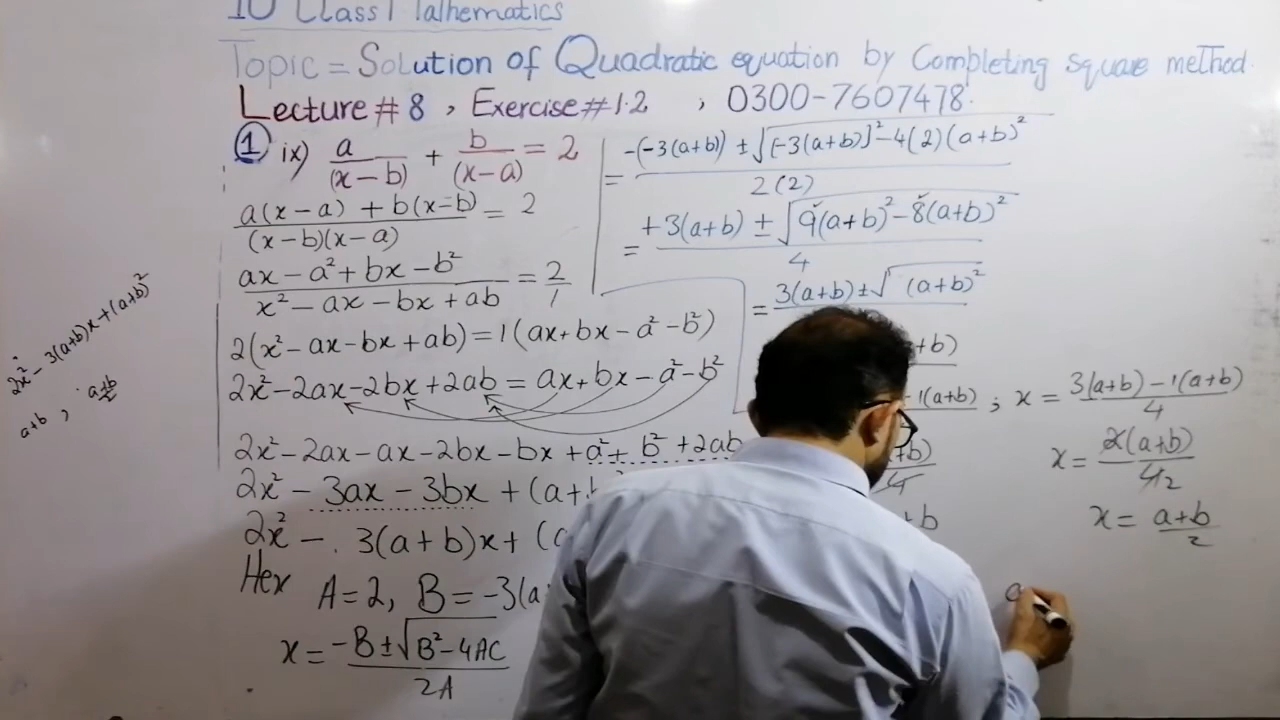 10 Class Mathematics
Topic = Solution of Quadratic equation by Completing square method.
Lecture # 8 , Exercise # 1.2 , 0300-7607478.
① ix) a/(x-b) + b/(x-a) = 2
(a(x-a) + b(x-b))/((x-b)(x-a)) = 2
(ax - a² + bx - b²)/(x² - ax - bx + ab) = 2/1
2(x² - ax - bx + ab) = 1(ax + bx - a² - b²)
2x² - 2ax - 2bx + 2ab = ax + bx - a² - b²
2x² - 2ax - ax - 2bx - bx + a² + b² + 2ab
2x² - 3ax - 3bx + (a+b
2x² - . 3(a+b)x + (
Hex A = 2, B = -3(a
x = (-B ± √(B² - 4AC))/2A
= (-(-3(a+b)) ± √([-3(a+b)]² - 4(2)(a+b)²))/2(2)
= (+3(a+b) ± √(9(a+b)² - 8(a+b)²))/4
= 3(a+b) ± √(a+b)²
+b)
-1(a+b) ; x = (3(a+b) - 1(a+b))/4
+b)/4
x = 2(a+b)/4 2
+b
x = (a+b)/2
2x² - 3(a+b)x + (a+b)²
a+b , (a+b)/2